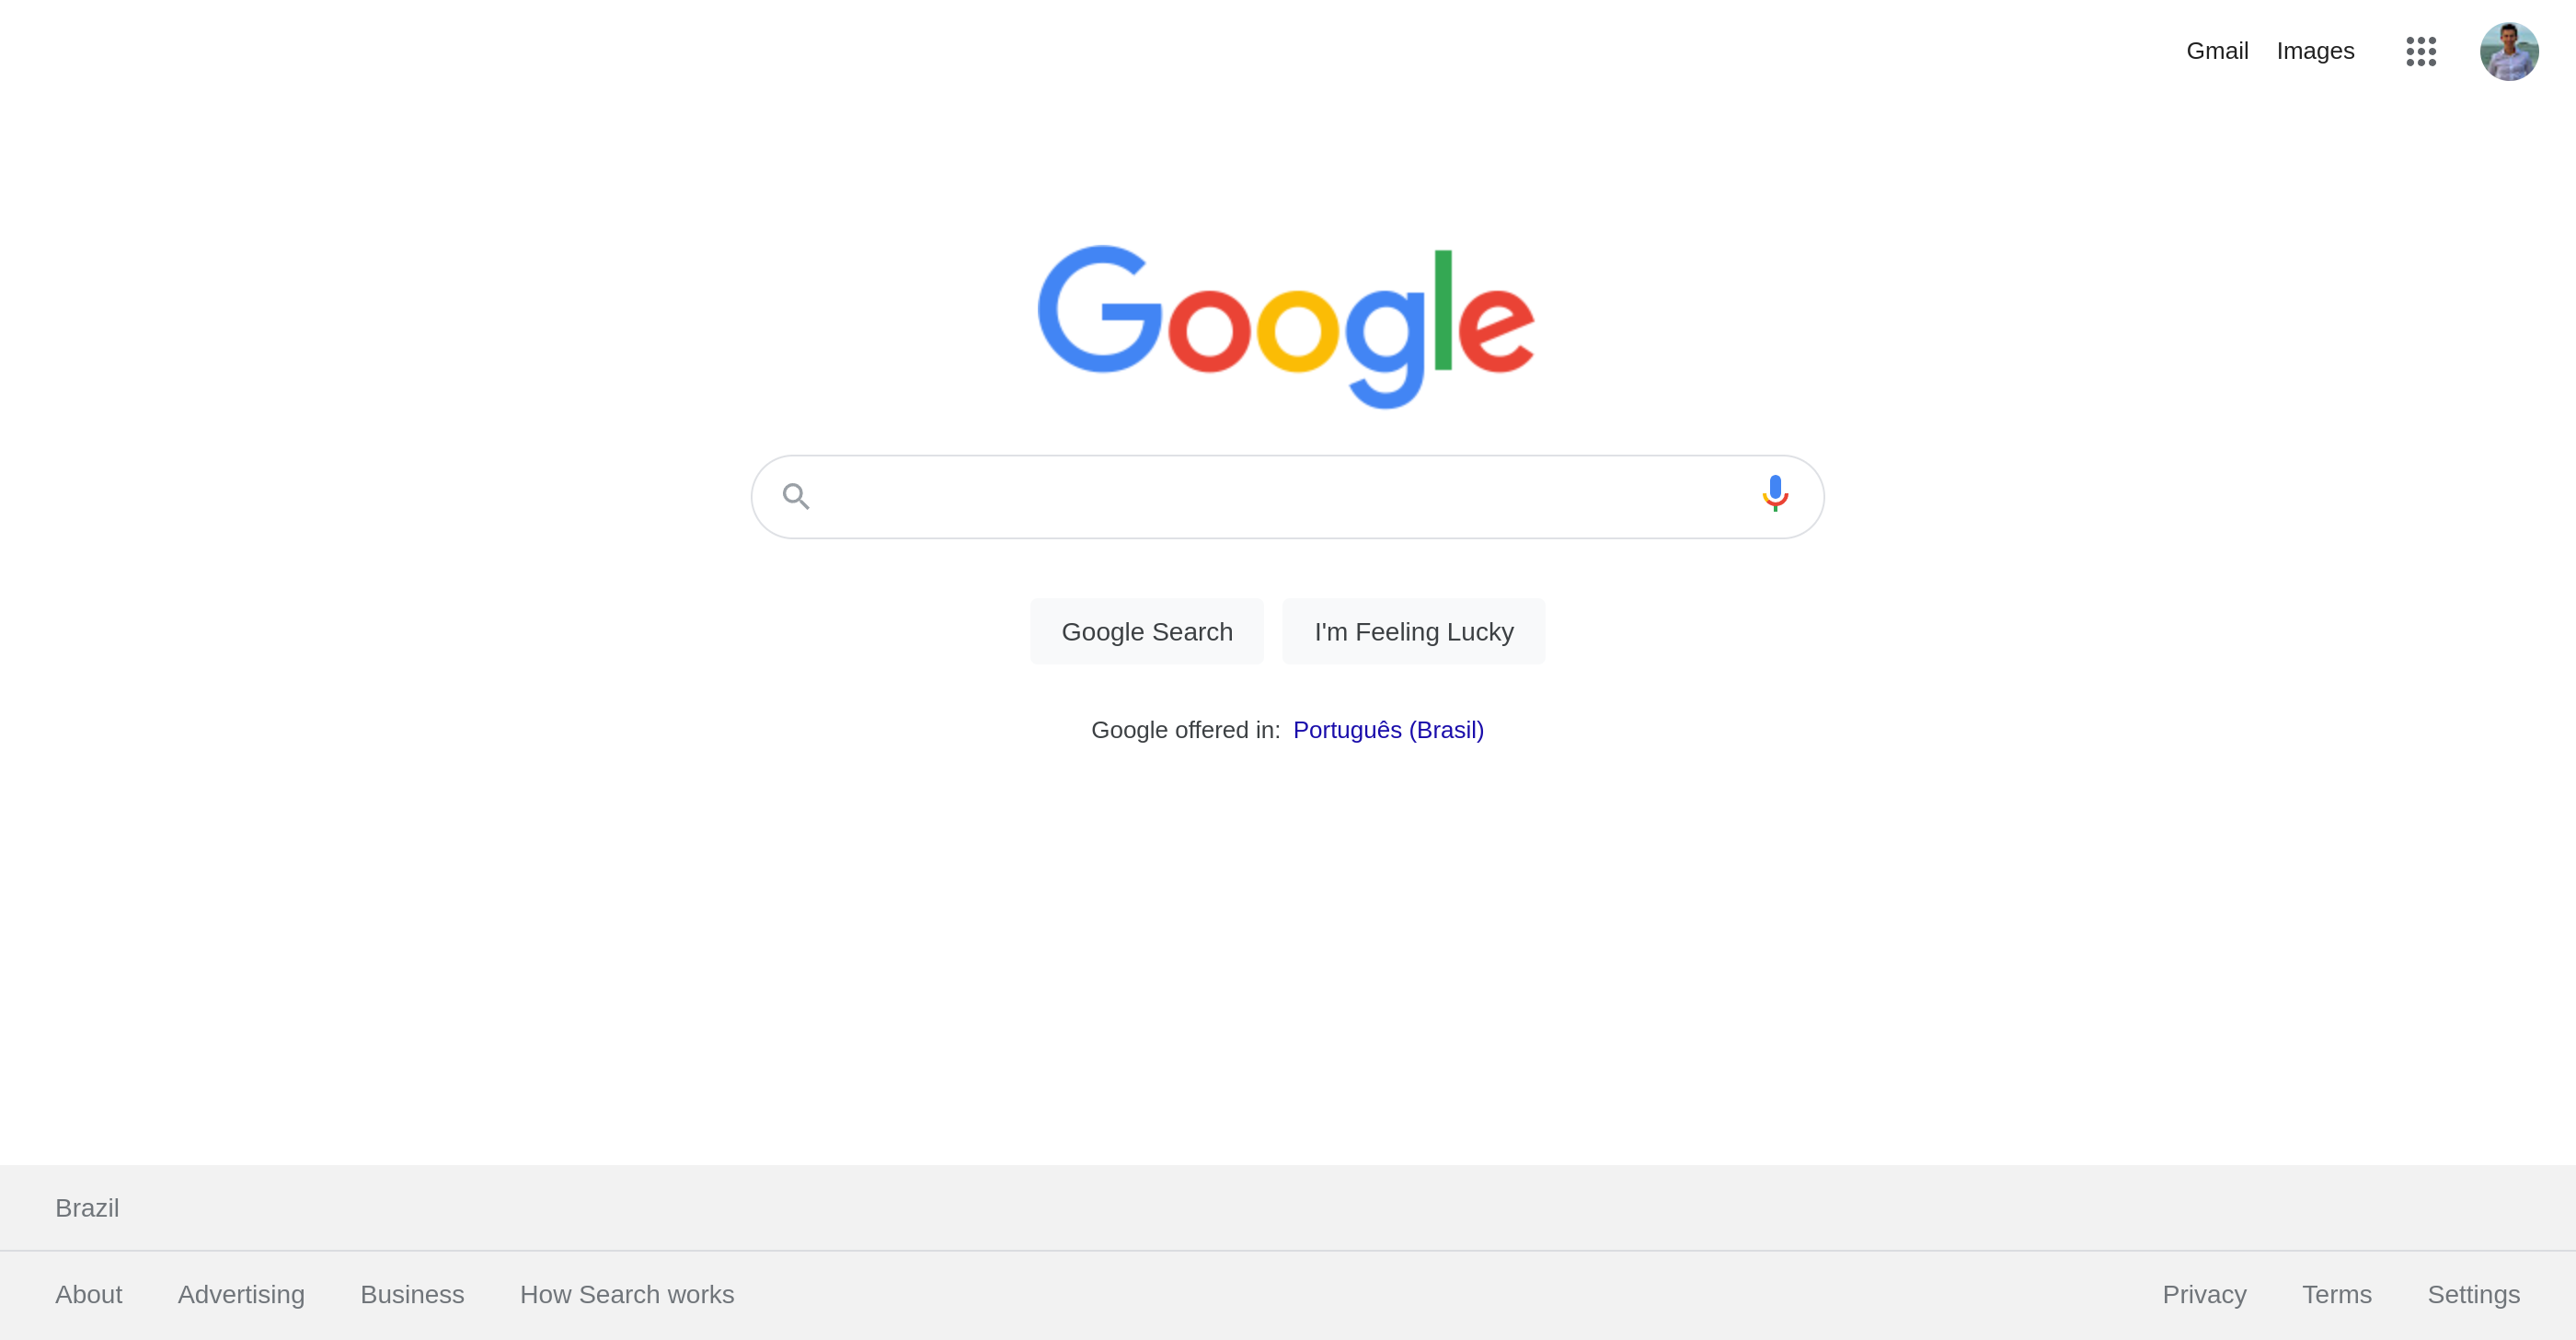 Gmail Images
Google
Google Search I'm Feeling Lucky
Google offered in: Português (Brasil)
Brazil
About Advertising Business How Search works Privacy Terms Settings